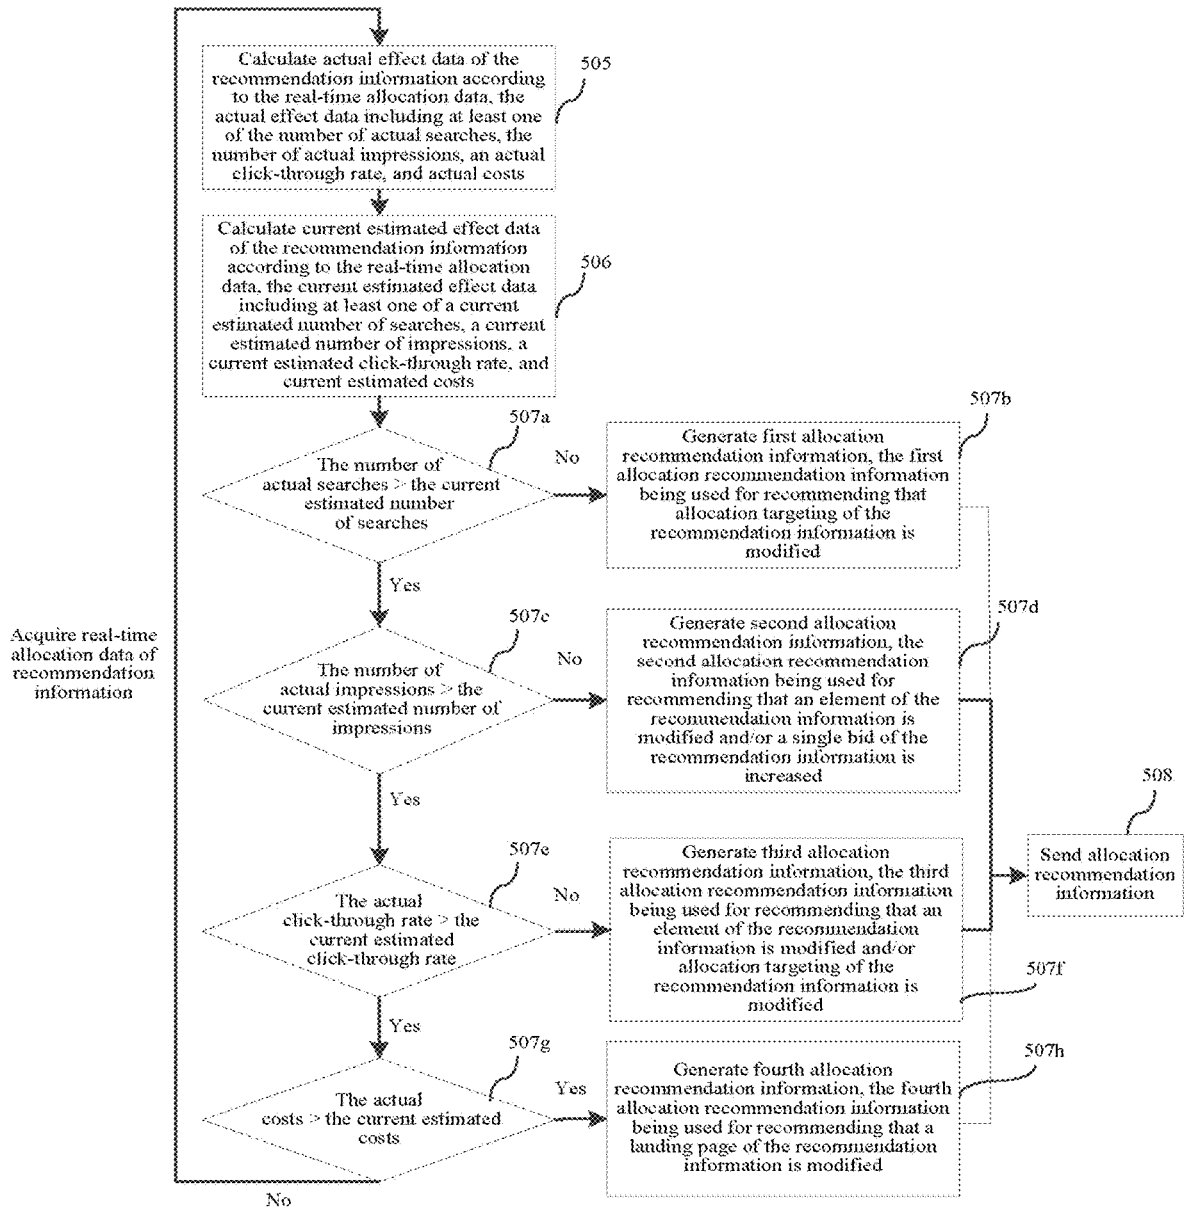 Calculate actual effect data of the
recommendation information according
to the real-time allocation data, the
actual effect data including at least one
of the number of actual searches, the
number of actual impressions, an actual
click-through rate, and actual costs
505
Calculate current estimated effect data
of the recommendation information
according to the real-time allocation
data, the current estimated effect data
including at least one of a current
estimated number of searches, a current
estimated number of impressions, a
current estimated click-through rate, and
current estimated costs
506
507a
The number of
actual searches > the current
estimated number
of searches
No
Yes
507b
Generate first allocation
recommendation information, the first
allocation recommendation information
being used for recommending that
allocation targeting of the
recommendation information is
modified
Acquire real-time
allocation data of
recommendation
information
507c
The number of
actual impressions > the
current estimated number of
impressions
No
Yes
507d
Generate second allocation
recommendation information, the
second allocation recommendation
information being used for
recommending that an element of the
recommendation information is
modified and/or a single bid of the
recommendation information is
increased
508
Send allocation
recommendation
information
507e
The actual
click-through rate > the
current estimated
click-through rate
No
Yes
Generate third allocation
recommendation information, the third
allocation recommendation information
being used for recommending that an
element of the recommendation
information is modified and/or
allocation targeting of the
recommendation information is
modified
507f
507g
The actual
costs > the current estimated
costs
Yes
No
507h
Generate fourth allocation
recommendation information, the fourth
allocation recommendation information
being used for recommending that a
landing page of the recommendation
information is modified